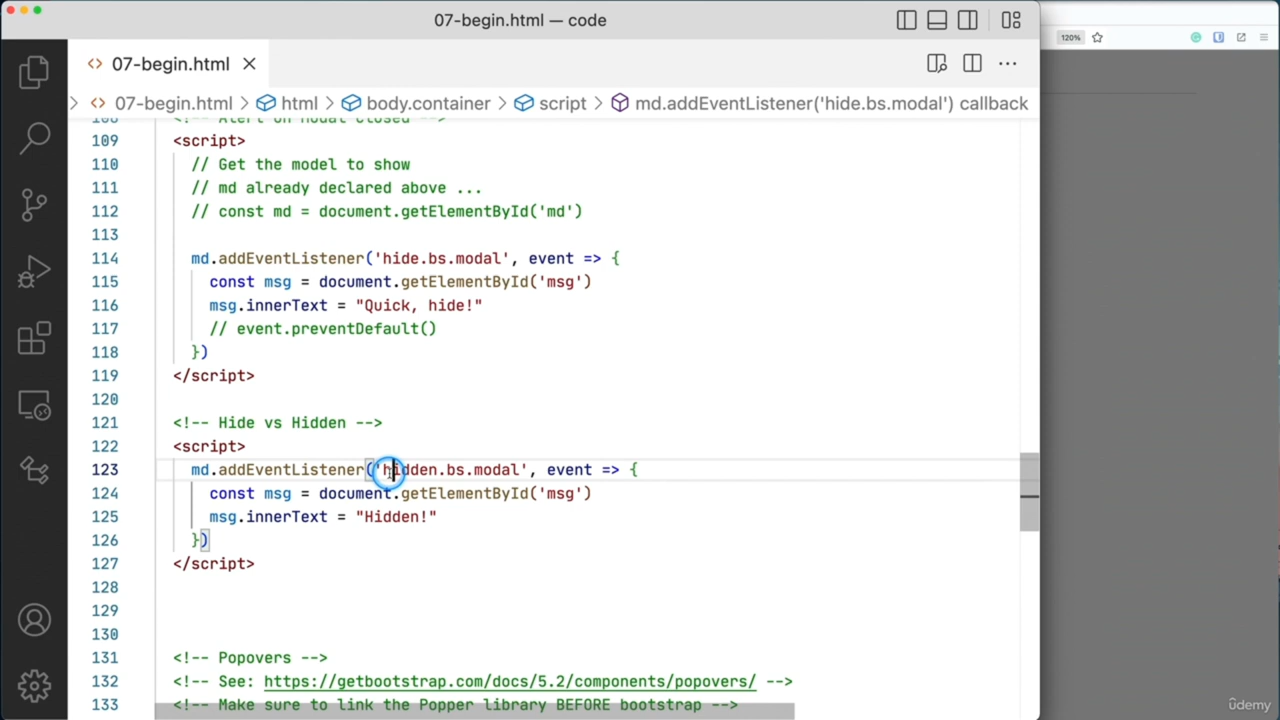 07-begin.html — code
07-begin.html
120%
07-begin.html > html > body.container > script > md.addEventListener('hide.bs.modal') callback
108 <!-- Alert on modal closed -->
109 <script>
110 // Get the model to show
111 // md already declared above ...
112 // const md = document.getElementById('md')
113
114 md.addEventListener('hide.bs.modal', event => {
115 const msg = document.getElementById('msg')
116 msg.innerText = "Quick, hide!"
117 // event.preventDefault()
118 })
119 </script>
120
121 <!-- Hide vs Hidden -->
122 <script>
123 md.addEventListener('hidden.bs.modal', event => {
124 const msg = document.getElementById('msg')
125 msg.innerText = "Hidden!"
126 })
127 </script>
128
129
130
131 <!-- Popovers -->
132 <!-- See: https://getbootstrap.com/docs/5.2/components/popovers/ -->
133 <!-- Make sure to link the Popper library BEFORE bootstrap -->
ûdemy